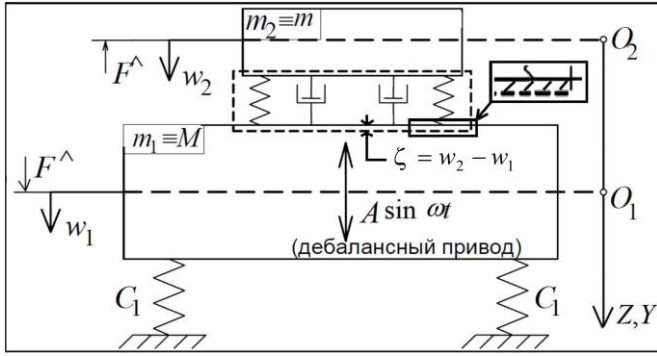 m₂≡m
F^
w₂
O₂
m₁≡M
ζ = w₂ − w₁
F^
w₁
A sin ωt
O₁
(дебалансный привод)
C₁
C₁
Z,Y